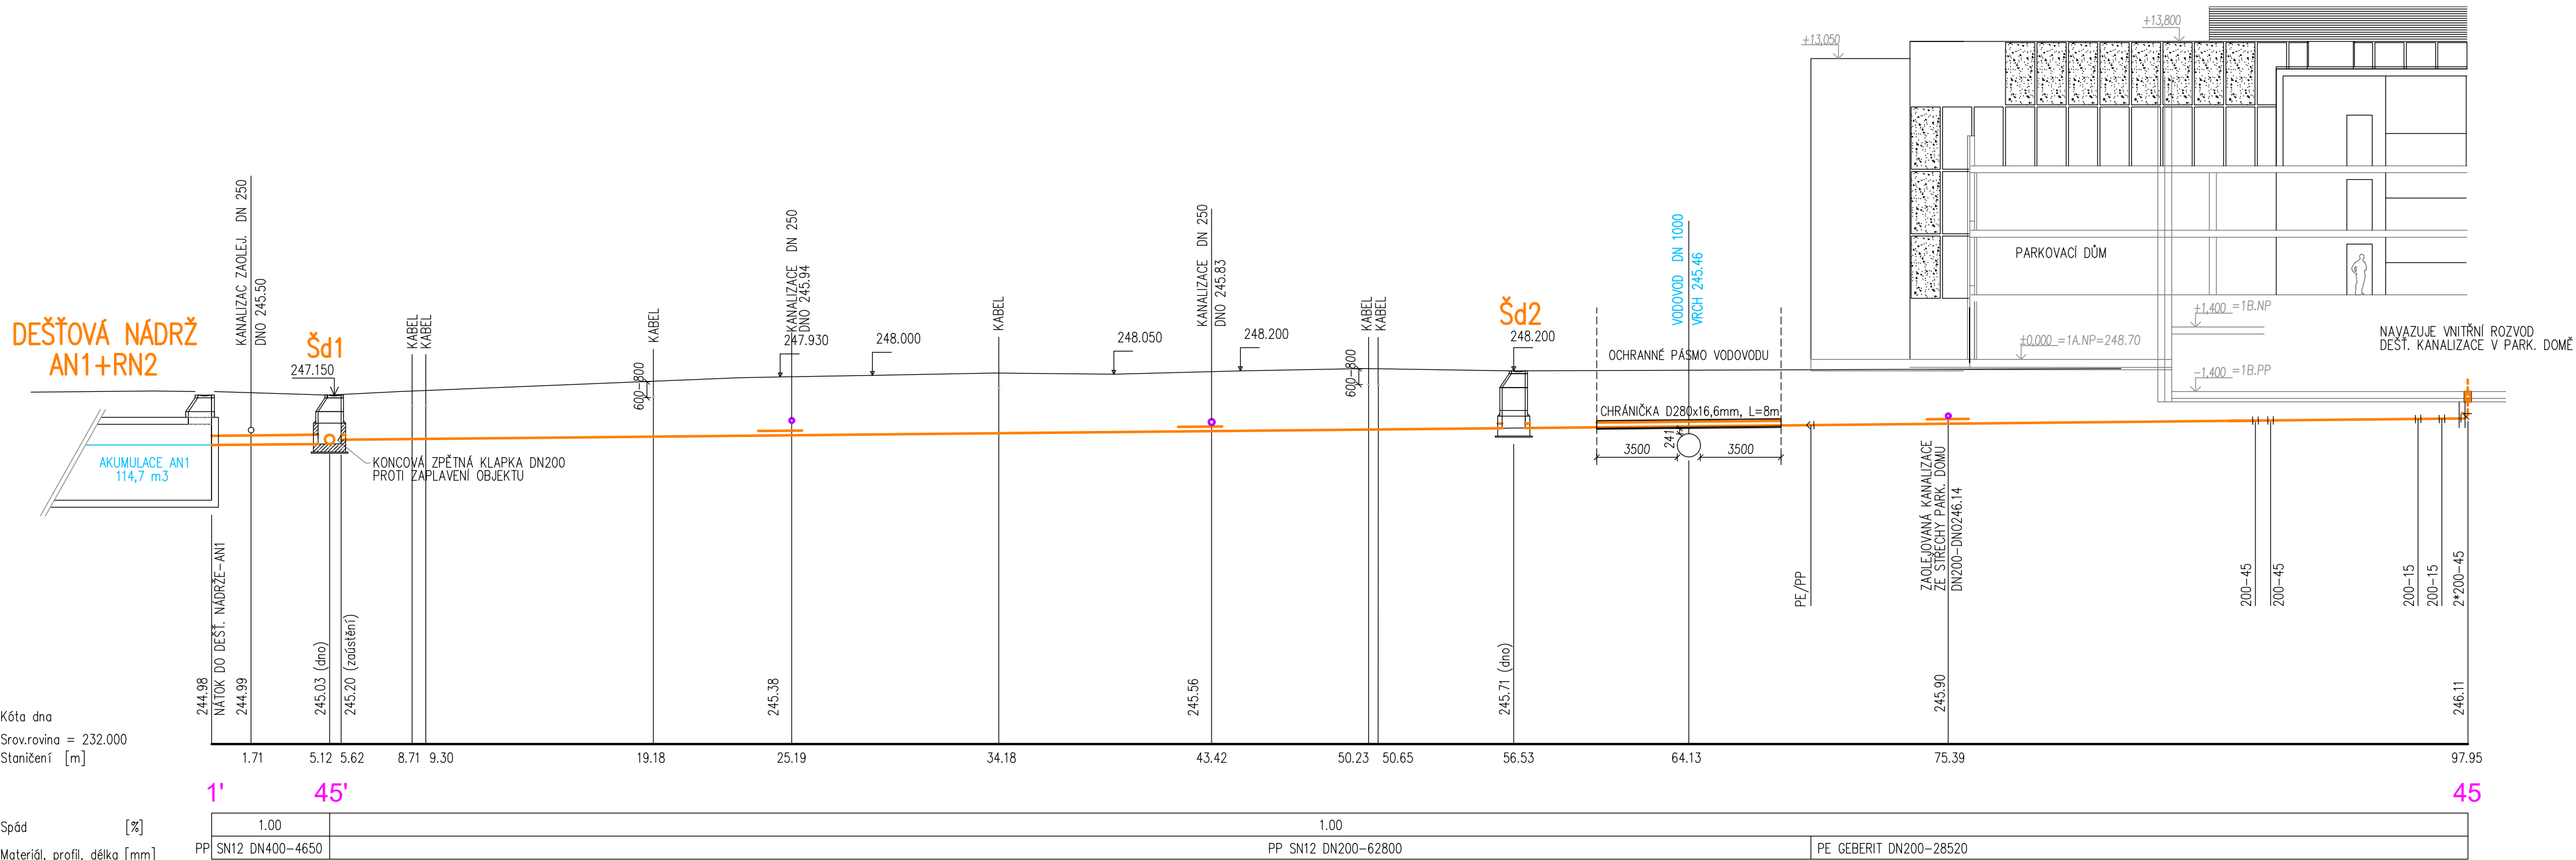 +13,800
+13,050
KANALIZAC ZAOLEJ. DN 250
DNO 245.50
KANALIZACE DN 250
DNO 245.94
KANALIZACE DN 250
DNO 245.83
VODOVOD DN 1000
VRCH 245.46
PARKOVACÍ DŮM
DEŠŤOVÁ NÁDRŽ
AN1+RN2
Šd1
247.150
KABEL
KABEL
KABEL
600-800
247.930
248.000
KABEL
248.050
248.200
KABEL
KABEL
600-800
Šd2
248.200
OCHRANNÉ PÁSMO VODOVODU
+1,400 =1B.NP
±0,000 =1A.NP=248.70
-1,400 =1B.PP
NAVAZUJE VNITŘNÍ ROZVOD
DEŠŤ. KANALIZACE V PARK. DOMĚ
CHRÁNIČKA D280x16,6mm, L=8m
241
3500
3500
AKUMULACE AN1
114,7 m3
KONCOVÁ ZPĚTNÁ KLAPKA DN200
PROTI ZAPLAVENÍ OBJEKTU
ZAOLEJOVANÁ KANALIZACE
ZE STŘECHY PARK. DOMU
DN200-DNO246.14
PE/PP
200-45
200-45
200-15
200-15
2*200-45
244.98
NÁTOK DO DEŠŤ. NÁDRŽE-AN1
244.99
245.03 (dno)
245.20 (zaústění)
245.38
245.56
245.71 (dno)
245.90
246.11
Kóta dna
Srov.rovina = 232.000
Staničení [m]
1.71 5.12 5.62 8.71 9.30 19.18 25.19 34.18 43.42 50.23 50.65 56.53 64.13 75.39 97.95
1' 45' 45
Spád [%] 1.00 1.00
Materiál, profil, délka [mm] PP SN12 DN400-4650 PP SN12 DN200-62800 PE GEBERIT DN200-28520